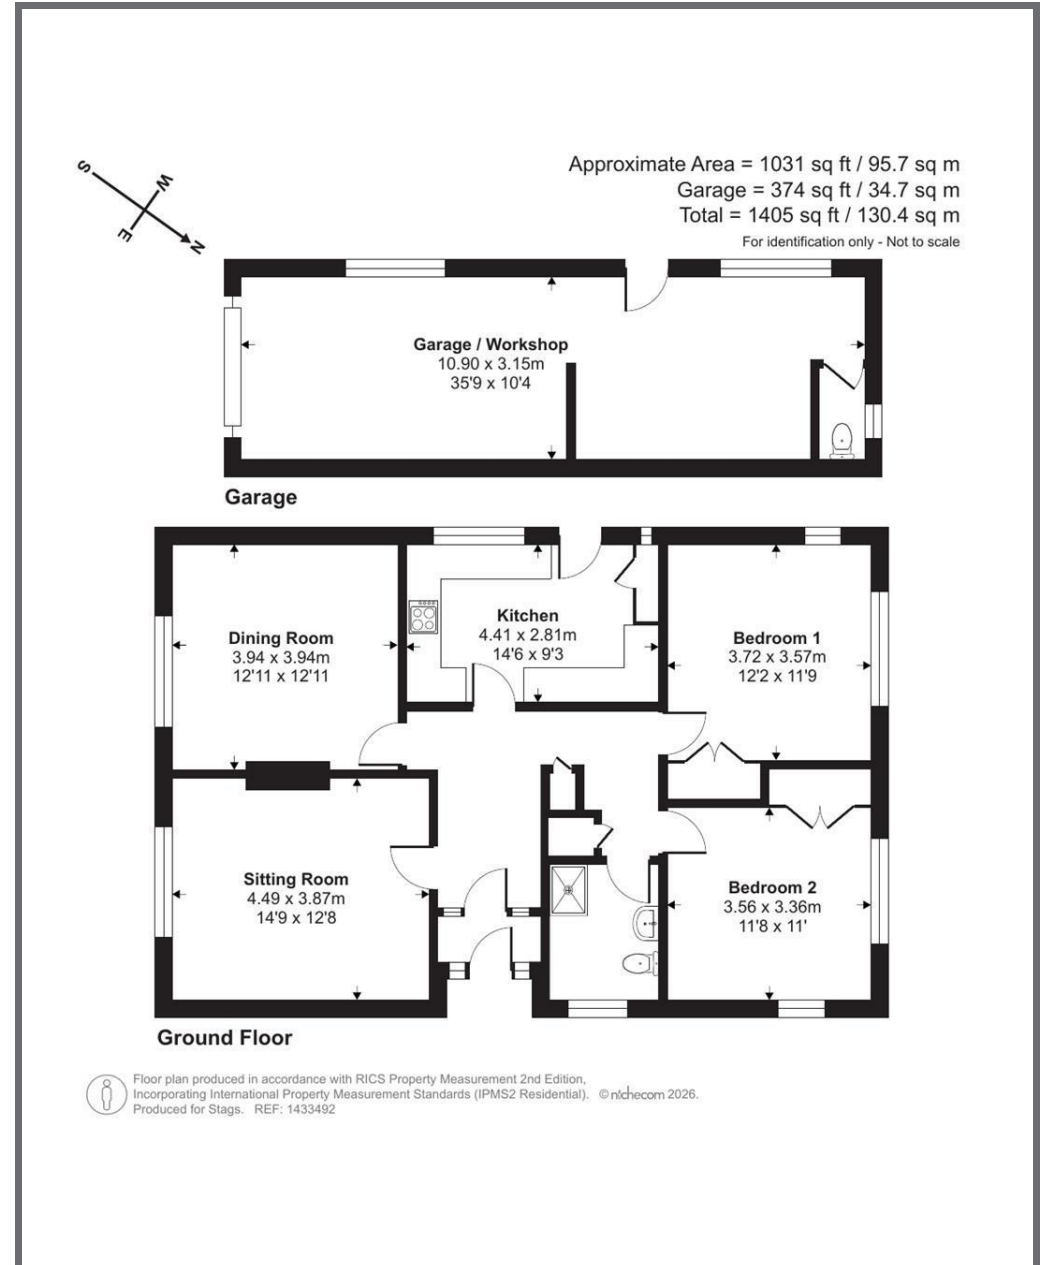 S
W
E
N
Approximate Area = 1031 sq ft / 95.7 sq m
Garage = 374 sq ft / 34.7 sq m
Total = 1405 sq ft / 130.4 sq m
For identification only - Not to scale
Garage / Workshop
10.90 x 3.15m
35'9 x 10'4
Garage
Dining Room
3.94 x 3.94m
12'11 x 12'11
Kitchen
4.41 x 2.81m
14'6 x 9'3
Bedroom 1
3.72 x 3.57m
12'2 x 11'9
Sitting Room
4.49 x 3.87m
14'9 x 12'8
Bedroom 2
3.56 x 3.36m
11'8 x 11'
Ground Floor
Floor plan produced in accordance with RICS Property Measurement 2nd Edition,
Incorporating International Property Measurement Standards (IPMS2 Residential). © nichecom 2026.
Produced for Stags. REF: 1433492